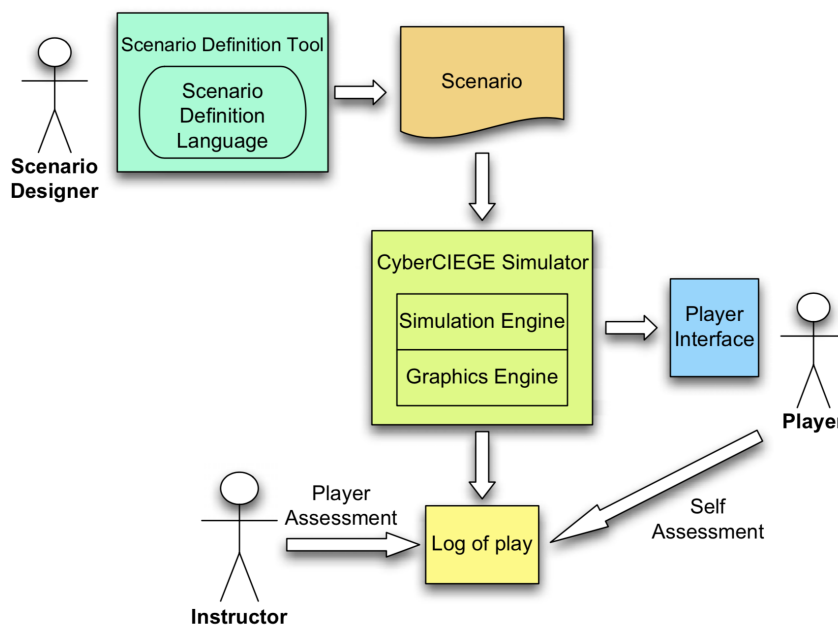 Scenario Definition Tool
Scenario
Definition
Language
Scenario
Designer
Scenario
CyberCIEGE Simulator
Simulation Engine
Graphics Engine
Player
Interface
Player
Player
Assessment
Self
Assessment
Log of play
Instructor